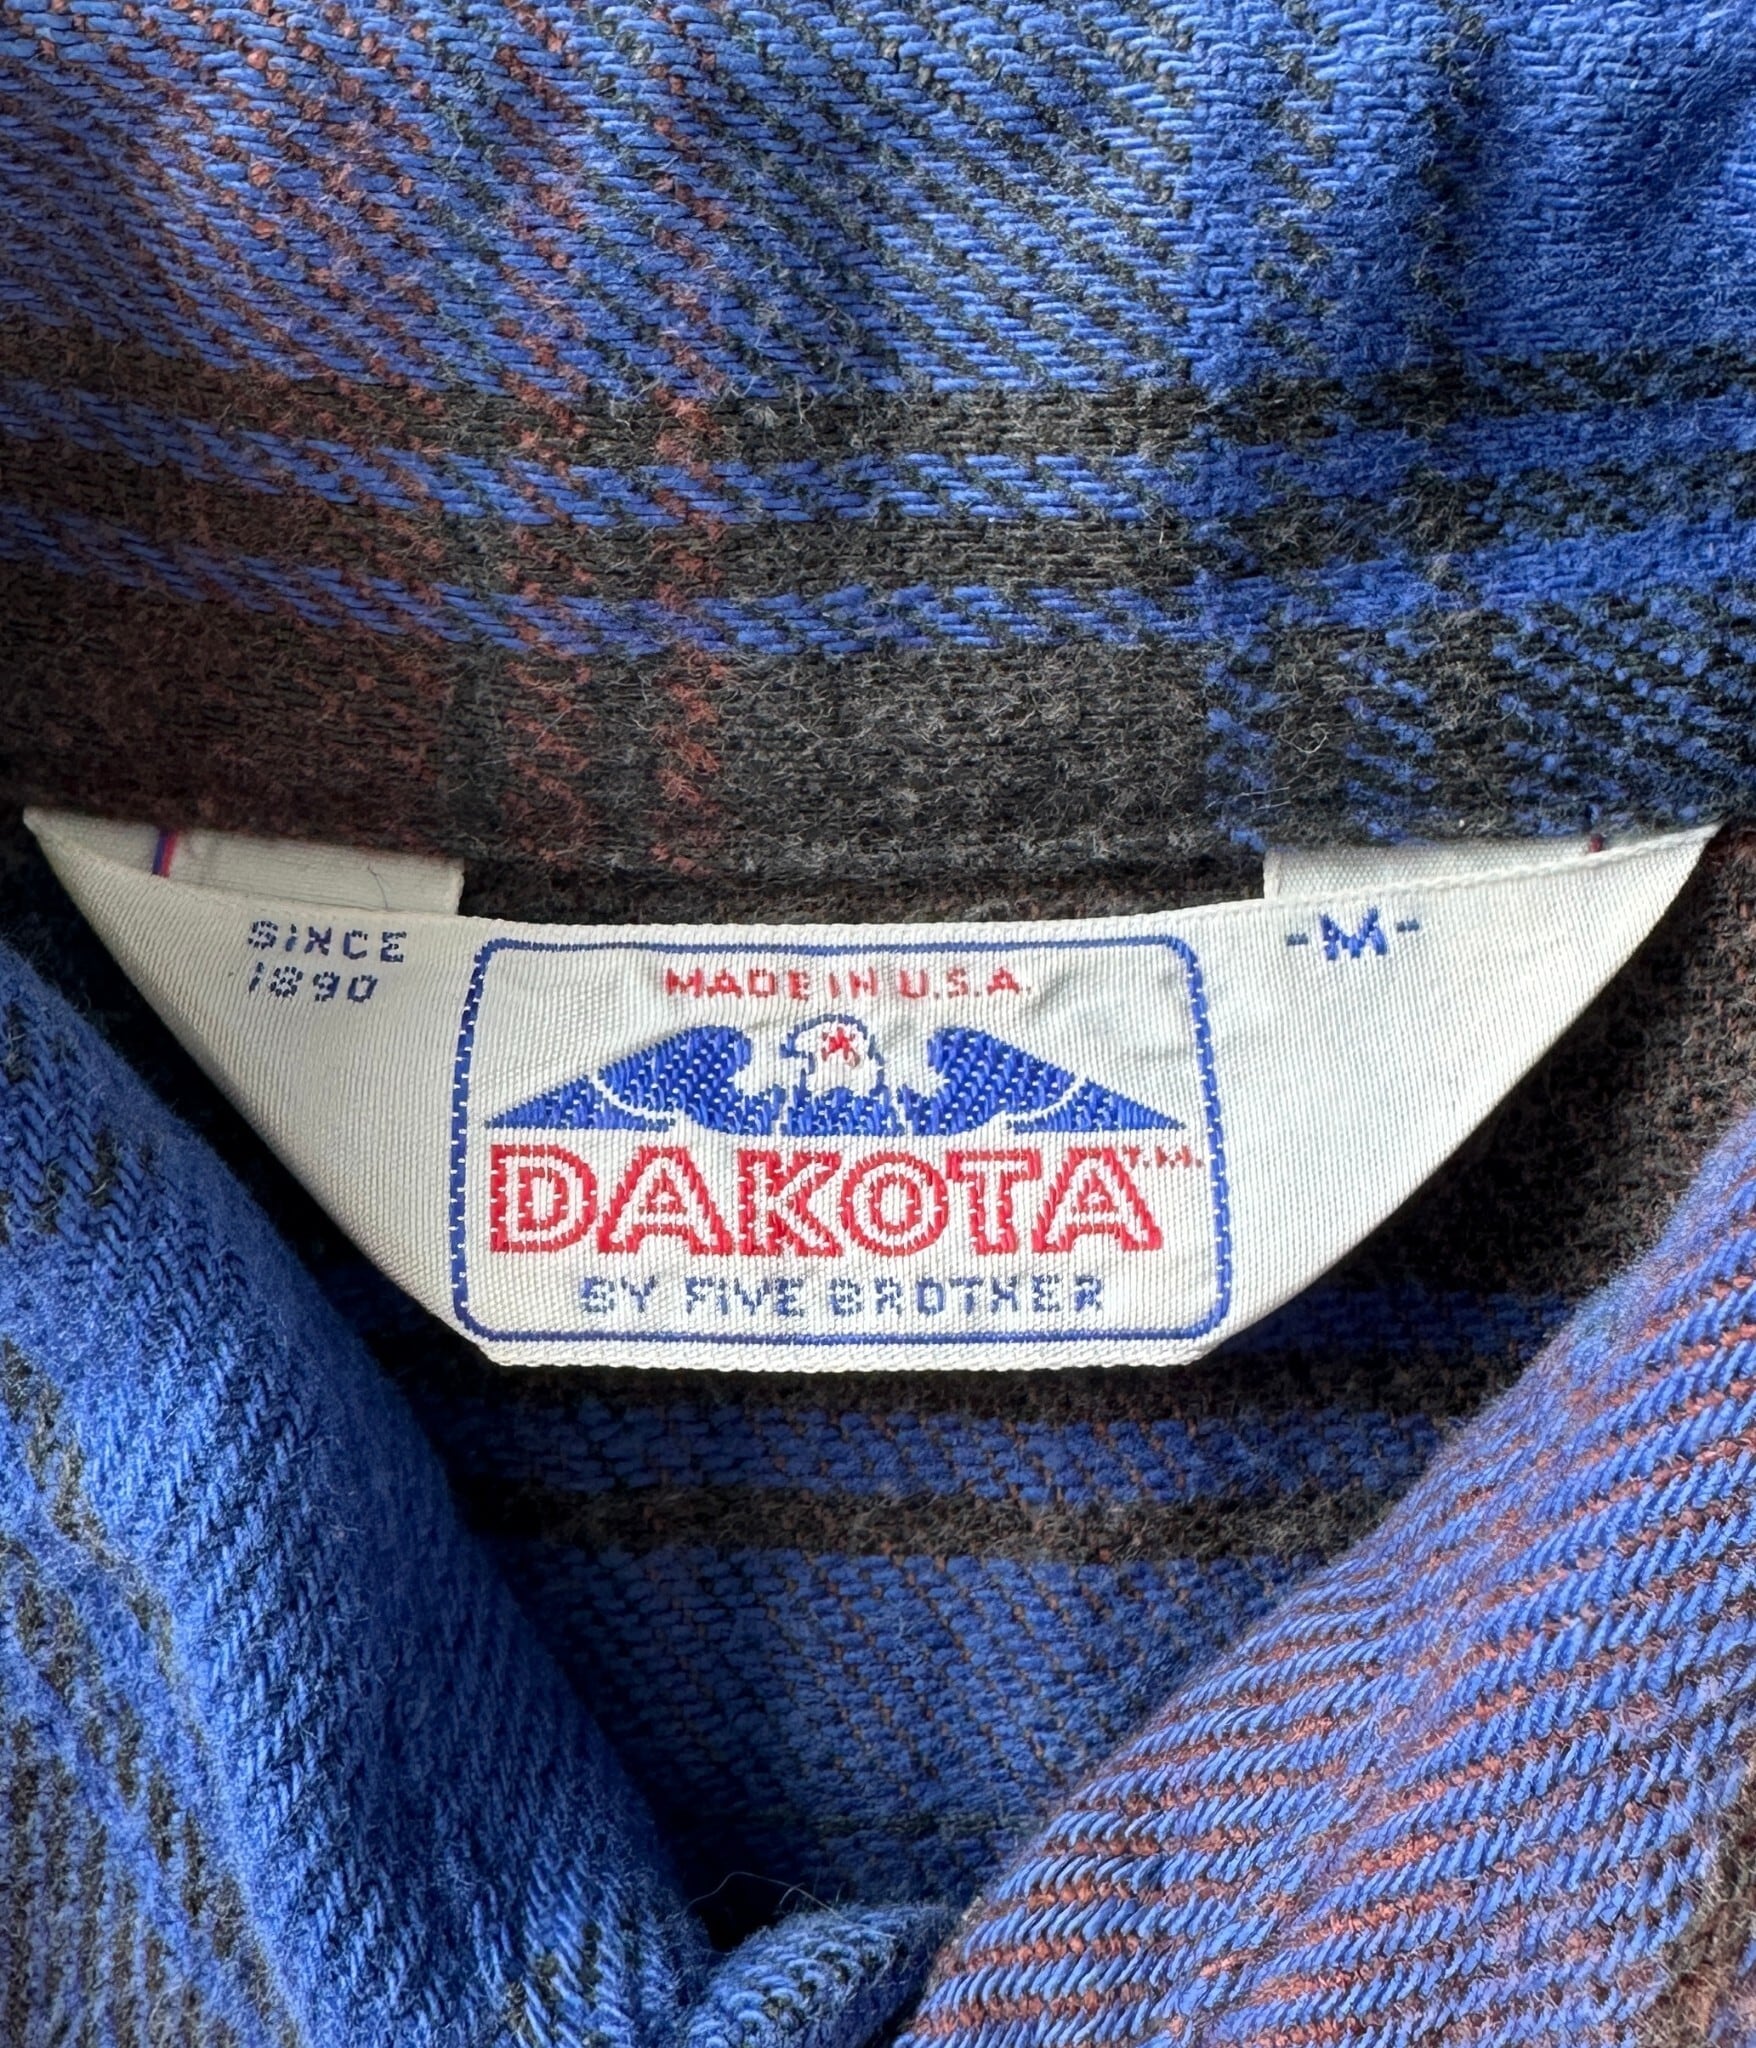 SINCE
1890
-M-
MADE IN U.S.A.
DAKOTA T.M.
BY FIVE BROTHER